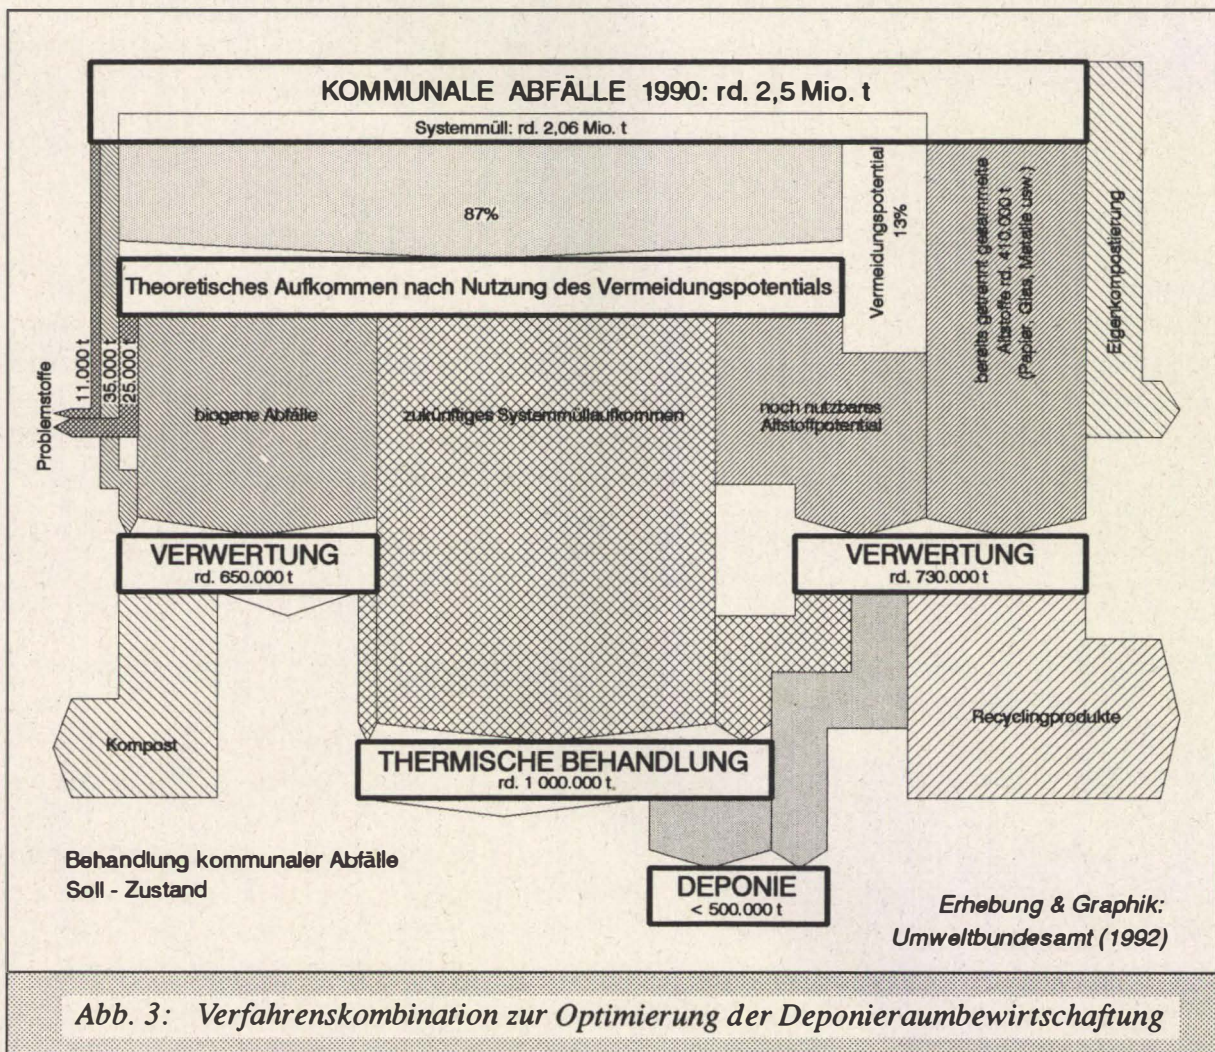 KOMMUNALE ABFÄLLE 1990: rd. 2,5 Mio. t
Systemmüll: rd. 2,06 Mio. t
87%
Vermeidungspotential
13%
bereits getrennt gesammelte
Altstoffe rd. 410.000 t
(Papier, Glas, Metalle usw.)
Eigenkompostierung
Theoretisches Aufkommen nach Nutzung des Vermeidungspotentials
Problemstoffe
11.000 t
35.000 t
25.000 t
biogene Abfälle
zukünftiges Systemmüllaufkommen
noch nutzbares
Altstoffpotential
VERWERTUNG
rd. 650.000 t
VERWERTUNG
rd. 730.000 t
Kompost
Recyclingprodukte
THERMISCHE BEHANDLUNG
rd. 1 000.000 t.
DEPONIE
< 500.000 t
Behandlung kommunaler Abfälle
Soll - Zustand
Erhebung & Graphik:
Umweltbundesamt (1992)
Abb. 3: Verfahrenskombination zur Optimierung der Deponieraumbewirtschaftung